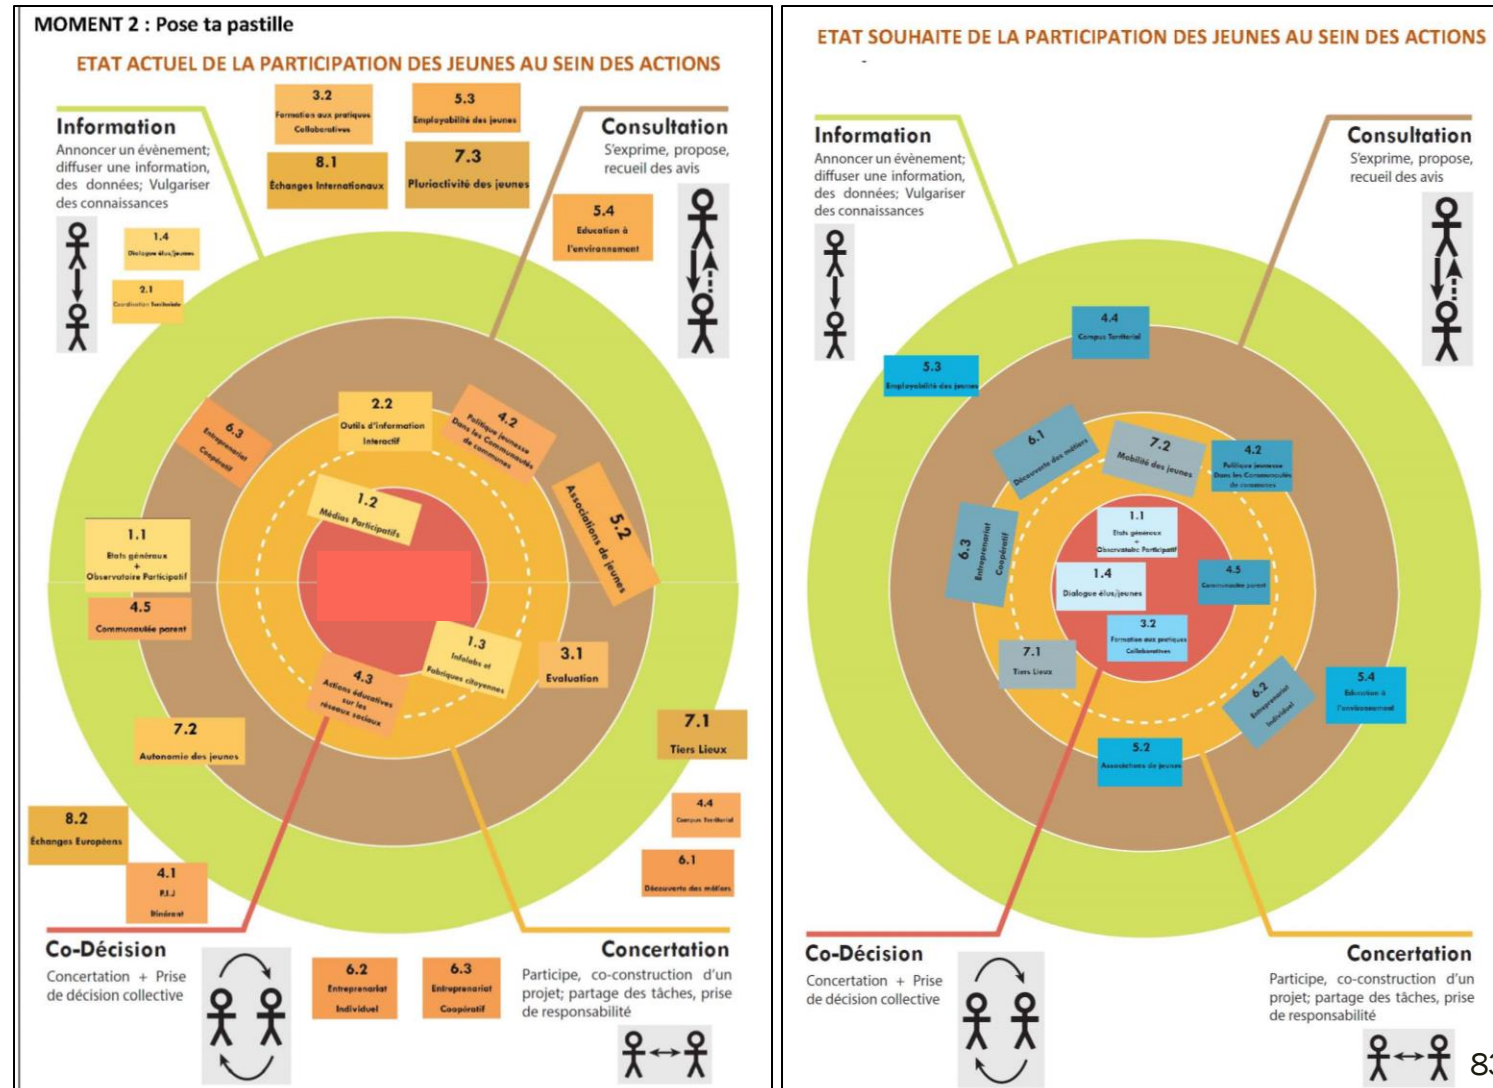 MOMENT 2 : Pose ta pastille
ETAT ACTUEL DE LA PARTICIPATION DES JEUNES AU SEIN DES ACTIONS
3.2
Formation aux pratiques
Collaboratives
5.3
Employabilité des jeunes
8.1
Échanges Internationaux
7.3
Pluriactivité des jeunes
Information
Annoncer un évènement;
diffuser une information,
des données; Vulgariser
des connaissances
Consultation
S'exprime, propose,
recueil des avis
5.4
Education à
l'environnement
1.4
Dialogue élus/jeunes
2.1
Coordination Territoriale
2.2
Outils d'information
Interactif
4.2
Politique jeunesse
Dans les Communautés
de communes
6.3
Entreprenariat
Coopératif
5.2
Associations de jeunes
1.2
Médias Participatifs
1.1
Etats généraux
+
Observatoire Participatif
4.5
Communautée parent
1.3
Infolabs et
Fabriques citoyennes
3.1
Evaluation
4.3
Actions éducatives
sur les
réseaux sociaux
7.2
Autonomie des jeunes
7.1
Tiers Lieux
8.2
Échanges Européens
4.4
Campus Territorial
4.1
P.I.J
Itinérant
6.1
Découverte des métiers
Co-Décision
Concertation + Prise
de décision collective
6.2
Entreprenariat
Individuel
6.3
Entreprenariat
Coopératif
Concertation
Participe, co-construction d'un
projet; partage des tâches, prise
de responsabilité
ETAT SOUHAITE DE LA PARTICIPATION DES JEUNES AU SEIN DES ACTIONS
-
Information
Annoncer un évènement;
diffuser une information,
des données; Vulgariser
des connaissances
Consultation
S'exprime, propose,
recueil des avis
4.4
Campus Territorial
5.3
Employabilité des jeunes
6.1
Découverte des métiers
7.2
Mobilité des jeunes
4.2
Politique jeunesse
Dans les Communautés
de communes
6.3
Entreprenariat
Coopératif
1.1
Etats généraux
+
Observatoire Participatif
1.4
Dialogue élus/jeunes
4.5
Communautée parent
3.2
Formation aux pratiques
Collaboratives
7.1
Tiers Lieux
6.2
Entreprenariat
Individuel
5.4
Education à
l'environnement
5.2
Associations de jeunes
Co-Décision
Concertation + Prise
de décision collective
Concertation
Participe, co-construction d'un
projet; partage des tâches, prise
de responsabilité
83